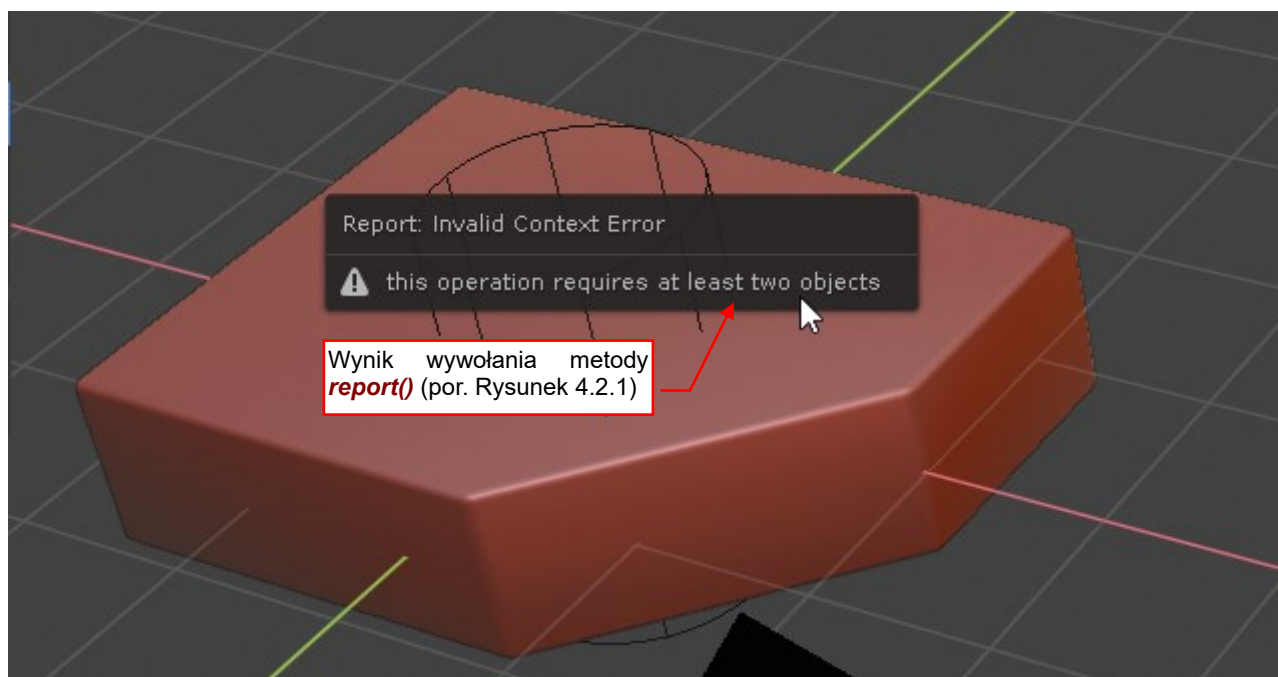 Report: Invalid Context Error
this operation requires at least two objects
Wynik wywołania metody
report() (por. Rysunek 4.2.1)